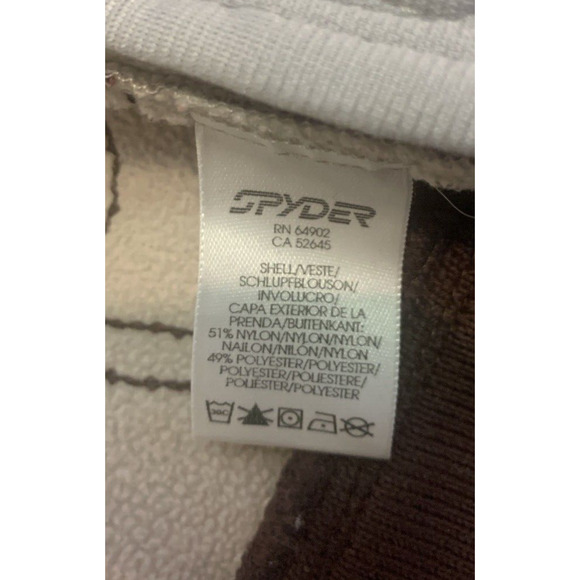 SPYDER
RN 64902
CA 52645
SHELL/VESTE/
SCHLUPFBLOUSON/
INVOLUCRO/
CAPA EXTERIOR DE LA
PRENDA/BUITENKANT:
51% NYLON/NYLON/NYLON/
NAILON/NILON/NYLON
49% POLYESTER/POLYESTER/
POLYESTER/POLIESTERE/
POLIÉSTER/POLYESTER
30C